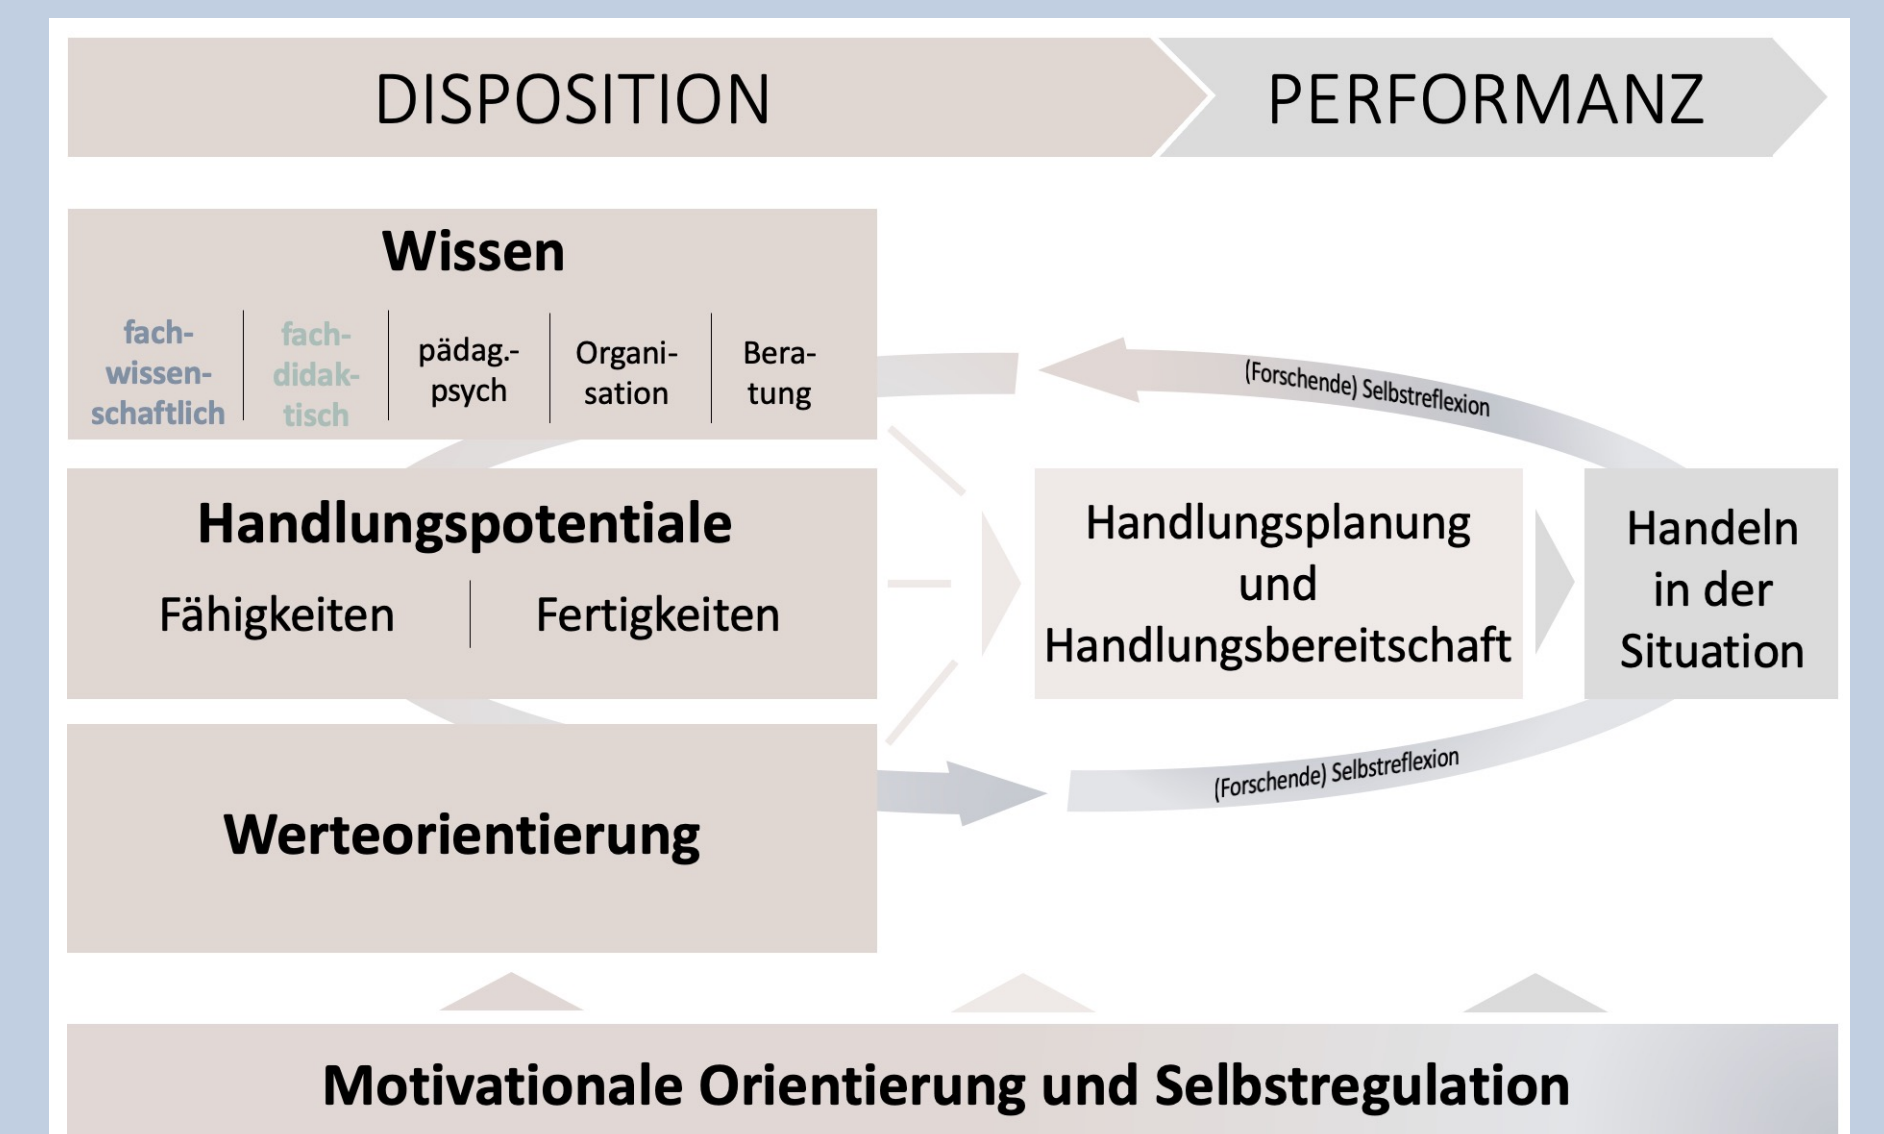 DISPOSITION
PERFORMANZ
Wissen
fach-
wissen-
schaftlich
fach-
didak-
tisch
pädag.-
psych
Organi-
sation
Bera-
tung
(Forschende) Selbstreflexion
Handlungspotentiale
Fähigkeiten
Fertigkeiten
Handlungsplanung
und
Handlungsbereitschaft
Handeln
in der
Situation
Werteorientierung
(Forschende) Selbstreflexion
Motivationale Orientierung und Selbstregulation